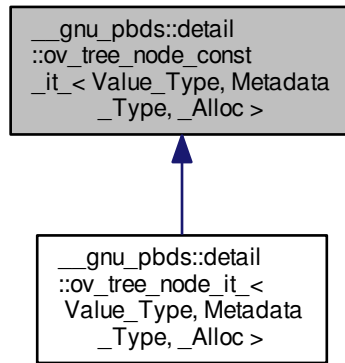 __gnu_pbds::detail
::ov_tree_node_const
_it_< Value_Type, Metadata
_Type, _Alloc >
__gnu_pbds::detail
::ov_tree_node_it_<
Value_Type, Metadata
_Type, _Alloc >